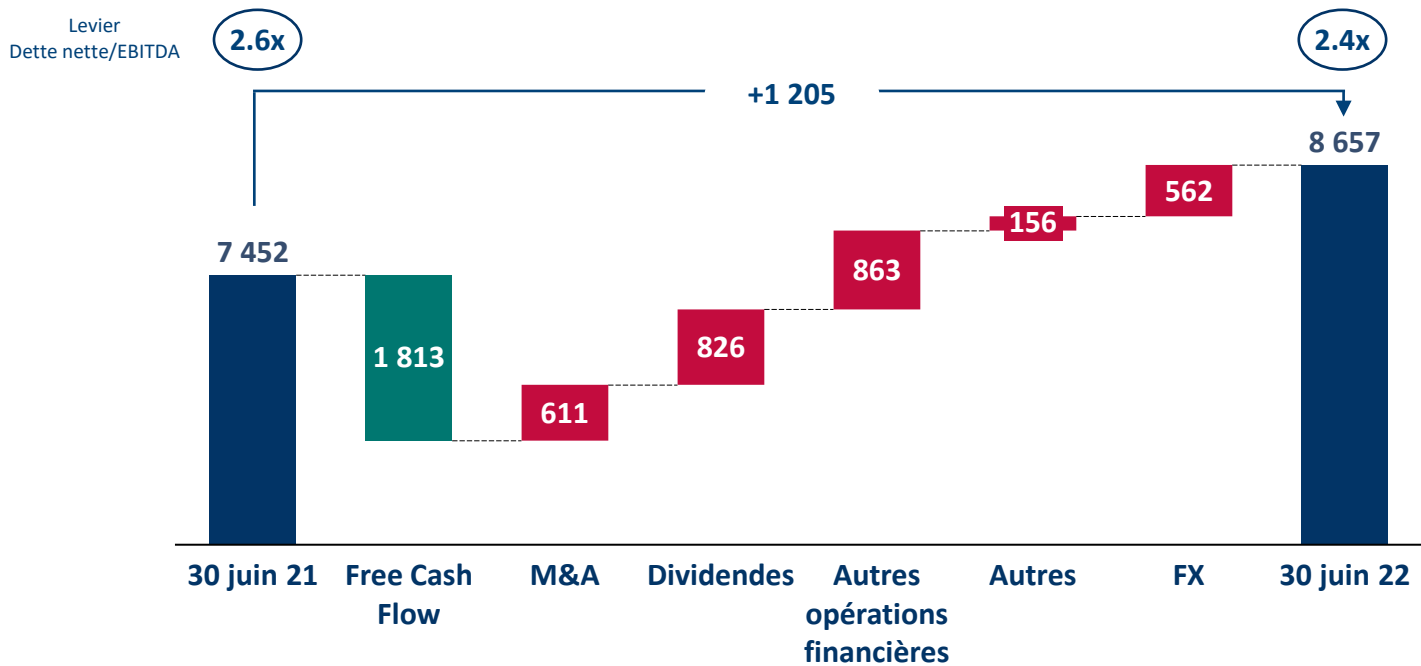 Levier
Dette nette/EBITDA
2.6x
2.4x
+1 205
8 657
7 452
1 813
611
826
863
156
562
30 juin 21
Free Cash
Flow
M&A
Dividendes
Autres
opérations
financières
Autres
FX
30 juin 22